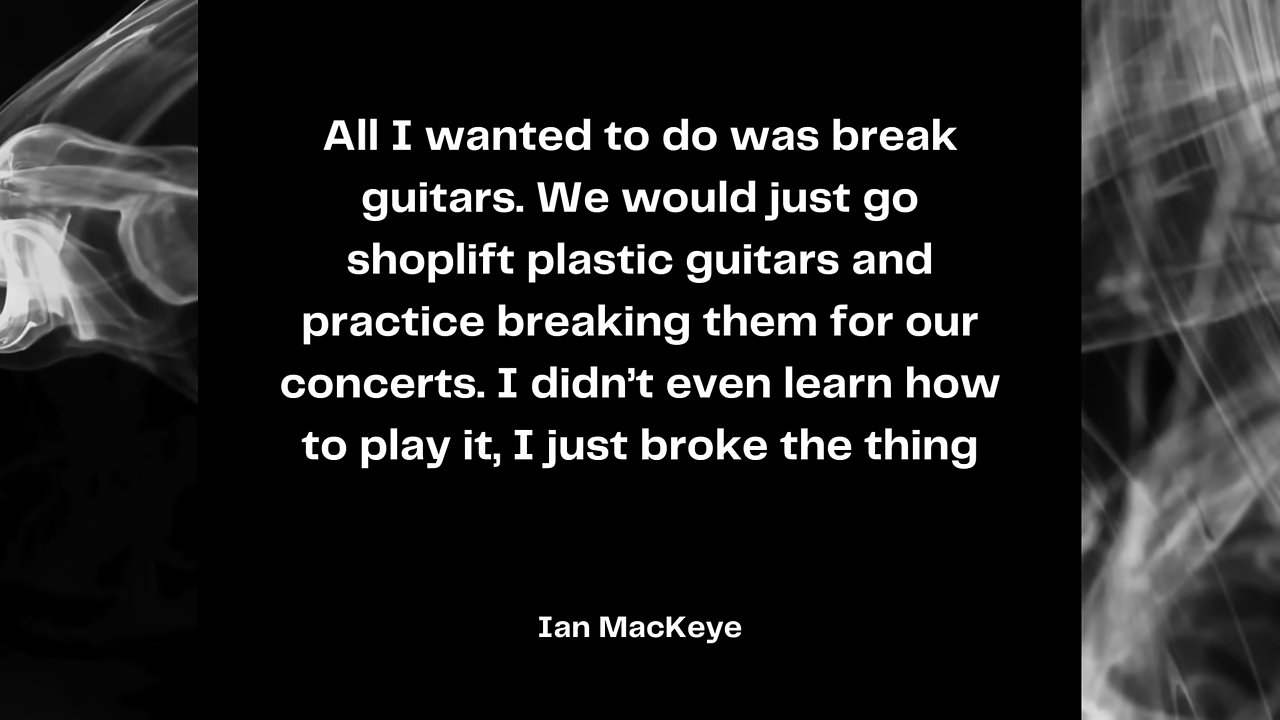 All I wanted to do was break
guitars. We would just go
shoplift plastic guitars and
practice breaking them for our
concerts. I didn’t even learn how
to play it, I just broke the thing
Ian MacKeye